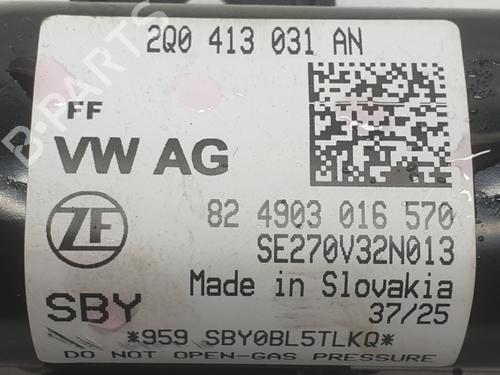 2Q0 413 031 AN
FF
VW AG
ZF
82 4903 016 570
SE270V32N013
Made in Slovakia
SBY
37/25
*959 SBY0BL5TLKQ*
DO NOT OPEN-GAS PRESSURE
B-PARTS